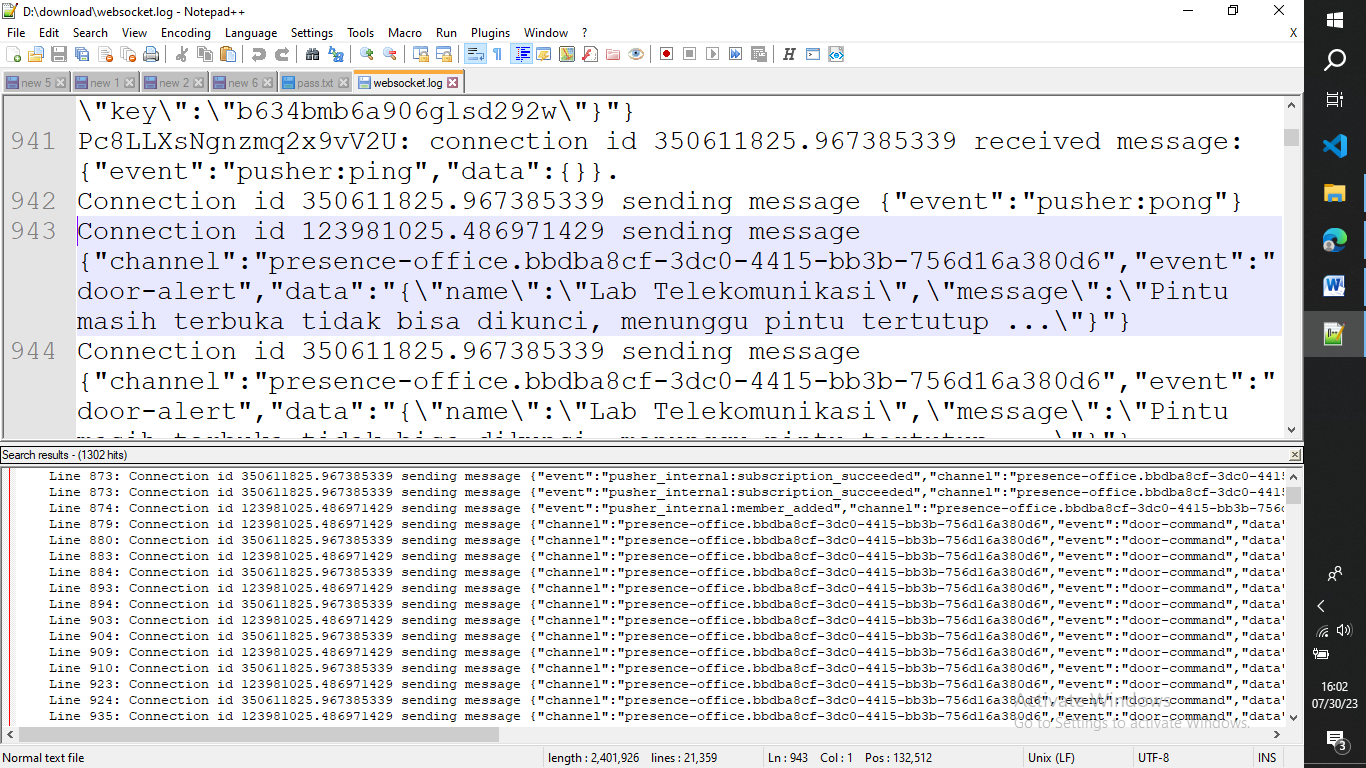 D:\download\websocket.log - Notepad++
File Edit Search View Encoding Language Settings Tools Macro Run Plugins Window ? X
new 5 new 1 new 2 new 6 pass.txt websocket.log
\"key\":\"b634bmb6a906glsd292w\"}"}
941 Pc8LLXsNgnzmq2x9vV2U: connection id 350611825.967385339 received message:
{"event":"pusher:ping","data":{}}.
942 Connection id 350611825.967385339 sending message {"event":"pusher:pong"}
943 Connection id 123981025.486971429 sending message
{"channel":"presence-office.bbdba8cf-3dc0-4415-bb3b-756d16a380d6","event":"
door-alert","data":"{\"name\":\"Lab Telekomunikasi\",\"message\":\"Pintu
masih terbuka tidak bisa dikunci, menunggu pintu tertutup ...\"}"}
944 Connection id 350611825.967385339 sending message
{"channel":"presence-office.bbdba8cf-3dc0-4415-bb3b-756d16a380d6","event":"
door-alert","data":"{\"name\":\"Lab Telekomunikasi\",\"message\":\"Pintu
masih terbuka tidak bisa dikunci, menunggu pintu tertutup ...\"}"}
Search results - (1302 hits)
Line 873: Connection id 350611825.967385339 sending message {"event":"pusher_internal:subscription_succeeded","channel":"presence-office.bbdba8cf-3dc0-441
Line 873: Connection id 350611825.967385339 sending message {"event":"pusher_internal:subscription_succeeded","channel":"presence-office.bbdba8cf-3dc0-441
Line 874: Connection id 123981025.486971429 sending message {"event":"pusher_internal:member_added","channel":"presence-office.bbdba8cf-3dc0-4415-bb3b-756d
Line 879: Connection id 123981025.486971429 sending message {"channel":"presence-office.bbdba8cf-3dc0-4415-bb3b-756d16a380d6","event":"door-command","data"
Line 880: Connection id 350611825.967385339 sending message {"channel":"presence-office.bbdba8cf-3dc0-4415-bb3b-756d16a380d6","event":"door-command","data"
Line 883: Connection id 123981025.486971429 sending message {"channel":"presence-office.bbdba8cf-3dc0-4415-bb3b-756d16a380d6","event":"door-command","data"
Line 884: Connection id 350611825.967385339 sending message {"channel":"presence-office.bbdba8cf-3dc0-4415-bb3b-756d16a380d6","event":"door-command","data"
Line 893: Connection id 123981025.486971429 sending message {"channel":"presence-office.bbdba8cf-3dc0-4415-bb3b-756d16a380d6","event":"door-command","data"
Line 894: Connection id 350611825.967385339 sending message {"channel":"presence-office.bbdba8cf-3dc0-4415-bb3b-756d16a380d6","event":"door-command","data"
Line 903: Connection id 123981025.486971429 sending message {"channel":"presence-office.bbdba8cf-3dc0-4415-bb3b-756d16a380d6","event":"door-command","data"
Line 904: Connection id 350611825.967385339 sending message {"channel":"presence-office.bbdba8cf-3dc0-4415-bb3b-756d16a380d6","event":"door-command","data"
Line 909: Connection id 123981025.486971429 sending message {"channel":"presence-office.bbdba8cf-3dc0-4415-bb3b-756d16a380d6","event":"door-command","data"
Line 910: Connection id 350611825.967385339 sending message {"channel":"presence-office.bbdba8cf-3dc0-4415-bb3b-756d16a380d6","event":"door-command","data"
Line 923: Connection id 123981025.486971429 sending message {"channel":"presence-office.bbdba8cf-3dc0-4415-bb3b-756d16a380d6","event":"door-command","data"
Line 924: Connection id 350611825.967385339 sending message {"channel":"presence-office.bbdba8cf-3dc0-4415-bb3b-756d16a380d6","event":"door-command","data"
Line 935: Connection id 123981025.486971429 sending message {"channel":"presence-office.bbdba8cf-3dc0-4415-bb3b-756d16a380d6","event":"door-command","data"
Activate Windows
Go to Settings to activate Windows.
Normal text file length : 2,401,926 lines : 21,359 Ln : 943 Col : 1 Pos : 132,512 Unix (LF) UTF-8 INS
16:02
07/30/23
3